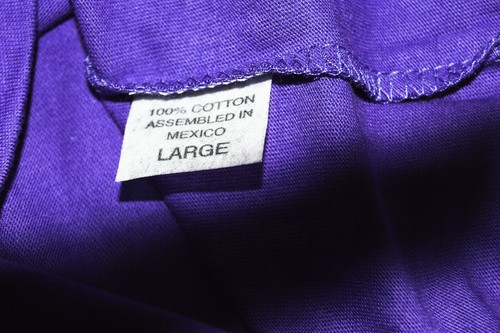 100% COTTON
ASSEMBLED IN
MEXICO
LARGE